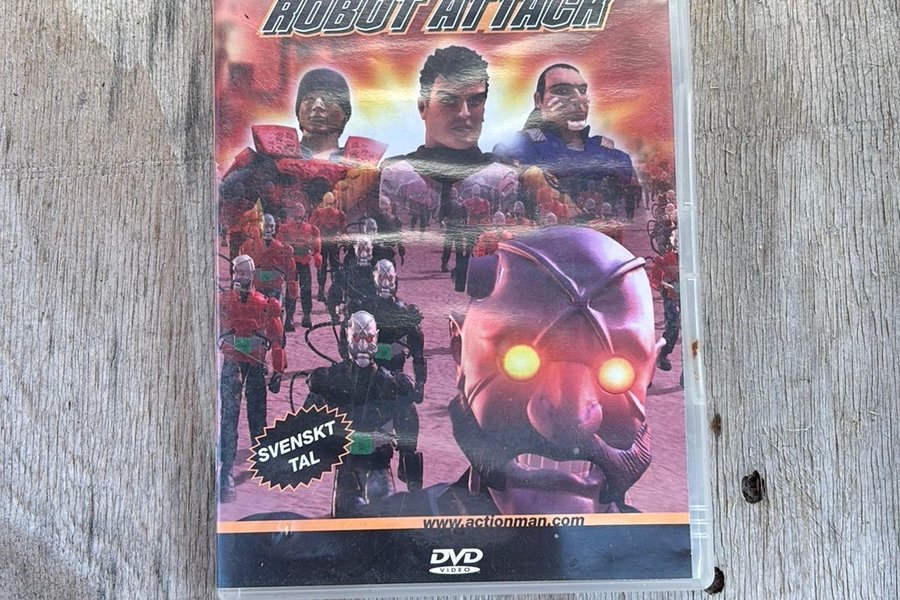 ROBOT ATTACK
SVENSKT
TAL
www.actionman.com
DVD
VIDEO